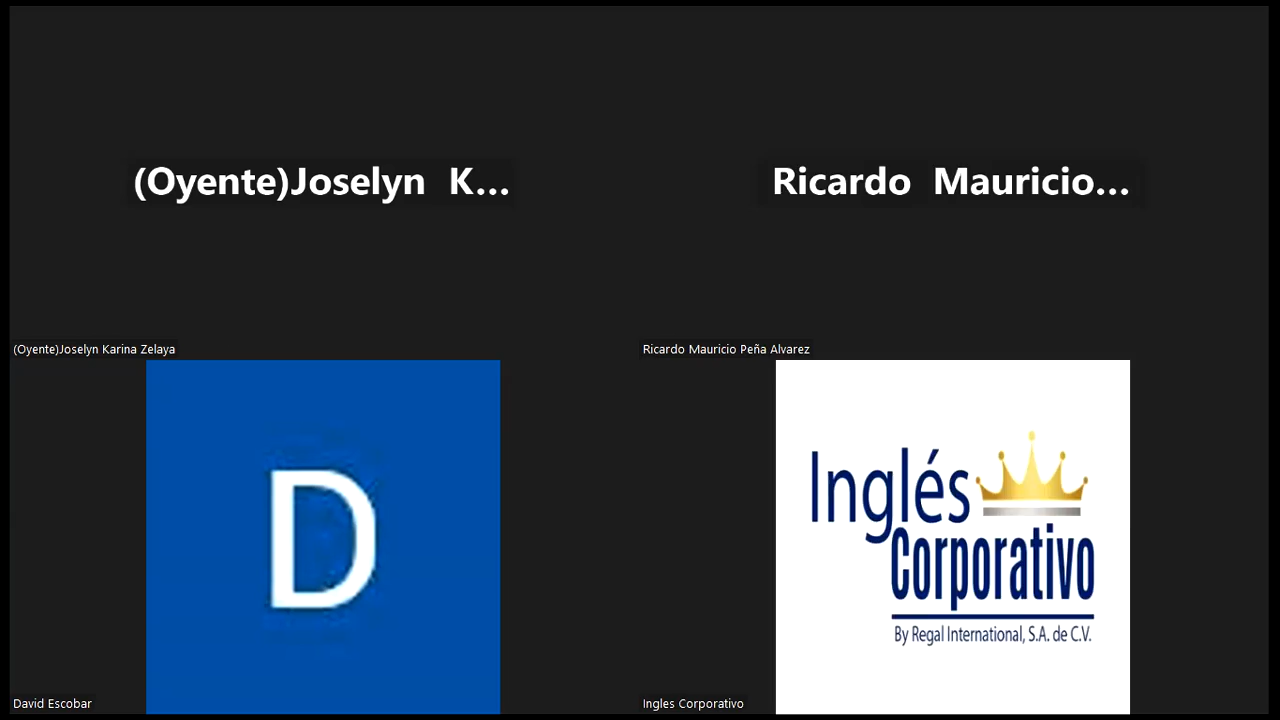 (Oyente)Joselyn K...
Ricardo Mauricio...
(Oyente)Joselyn Karina Zelaya
Ricardo Mauricio Peña Alvarez
D
Inglés
Corporativo
By Regal International, S.A. de C.V.
David Escobar
Ingles Corporativo